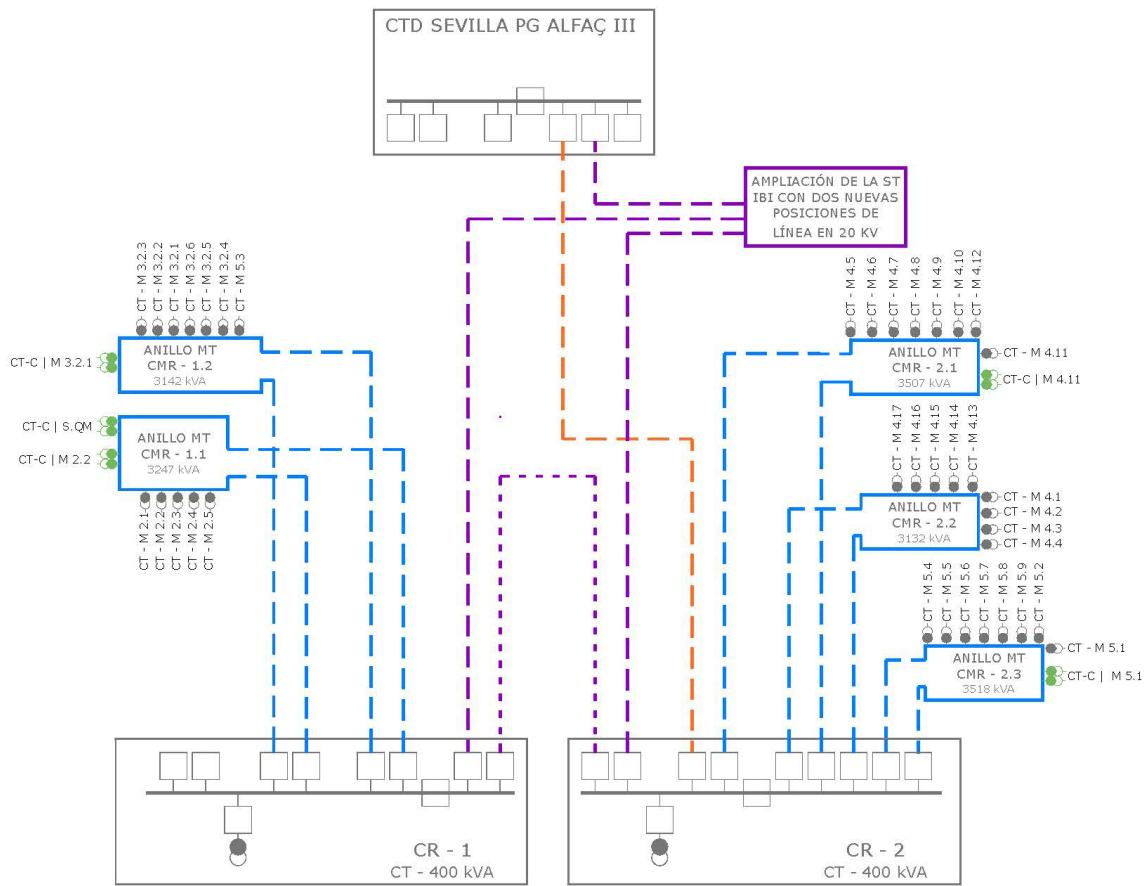 CTD SEVILLA PG ALFAÇ III
AMPLIACIÓN DE LA ST
IBI CON DOS NUEVAS
POSICIONES DE
LÍNEA EN 20 KV
CT - M 3.2.3
CT - M 3.2.2
CT - M 3.2.1
CT - M 3.2.6
CT - M 3.2.5
CT - M 3.2.4
CT - M 5.3
CT-C | M 3.2.1
ANILLO MT
CMR - 1.2
3142 kVA
CT-C | S.QM
CT-C | M 2.2
ANILLO MT
CMR - 1.1
3247 kVA
CT - M 2.1
CT - M 2.2
CT - M 2.3
CT - M 2.4
CT - M 2.5
CT - M 4.5
CT - M 4.6
CT - M 4.7
CT - M 4.8
CT - M 4.9
CT - M 4.10
CT - M 4.12
ANILLO MT
CMR - 2.1
3507 kVA
CT - M 4.11
CT-C | M 4.11
CT - M 4.17
CT - M 4.16
CT - M 4.15
CT - M 4.14
CT - M 4.13
ANILLO MT
CMR - 2.2
3132 kVA
CT - M 4.1
CT - M 4.2
CT - M 4.3
CT - M 4.4
CT - M 5.4
CT - M 5.5
CT - M 5.6
CT - M 5.7
CT - M 5.8
CT - M 5.9
CT - M 5.2
ANILLO MT
CMR - 2.3
3518 kVA
CT - M 5.1
CT-C | M 5.1
CR - 1
CT - 400 kVA
CR - 2
CT - 400 kVA